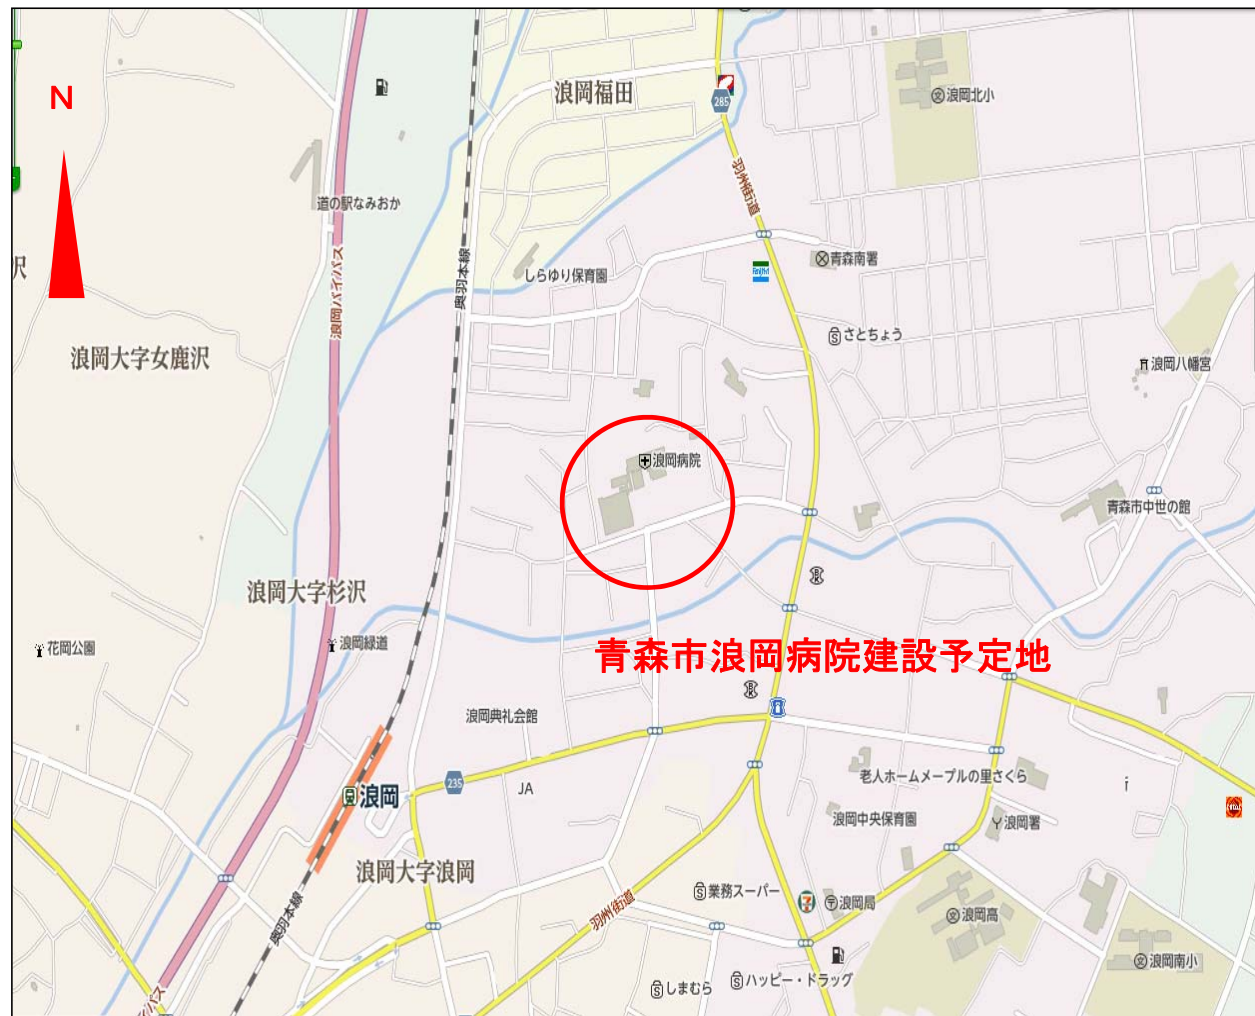 浪岡福田
285
浪岡北小
N
道の駅なみおか
羽州街道
浪岡バイパス
奥羽本線
青森南署
しらゆり保育園
FamilyMart
沢
さとちょう
浪岡大字女鹿沢
浪岡八幡宮
浪岡病院
青森市中世の館
浪岡大字杉沢
BK
花岡公園
浪岡緑道
青森市浪岡病院建設予定地
BK
浪岡典礼会館
235
JA
老人ホームメープルの里さくら
浪岡
浪岡中央保育園
浪岡署
浪岡大字浪岡
業務スーパー
7
浪岡局
羽州街道
浪岡高
奥羽本線
浪岡南小
しまむら
ハッピー・ドラッグ
イパス